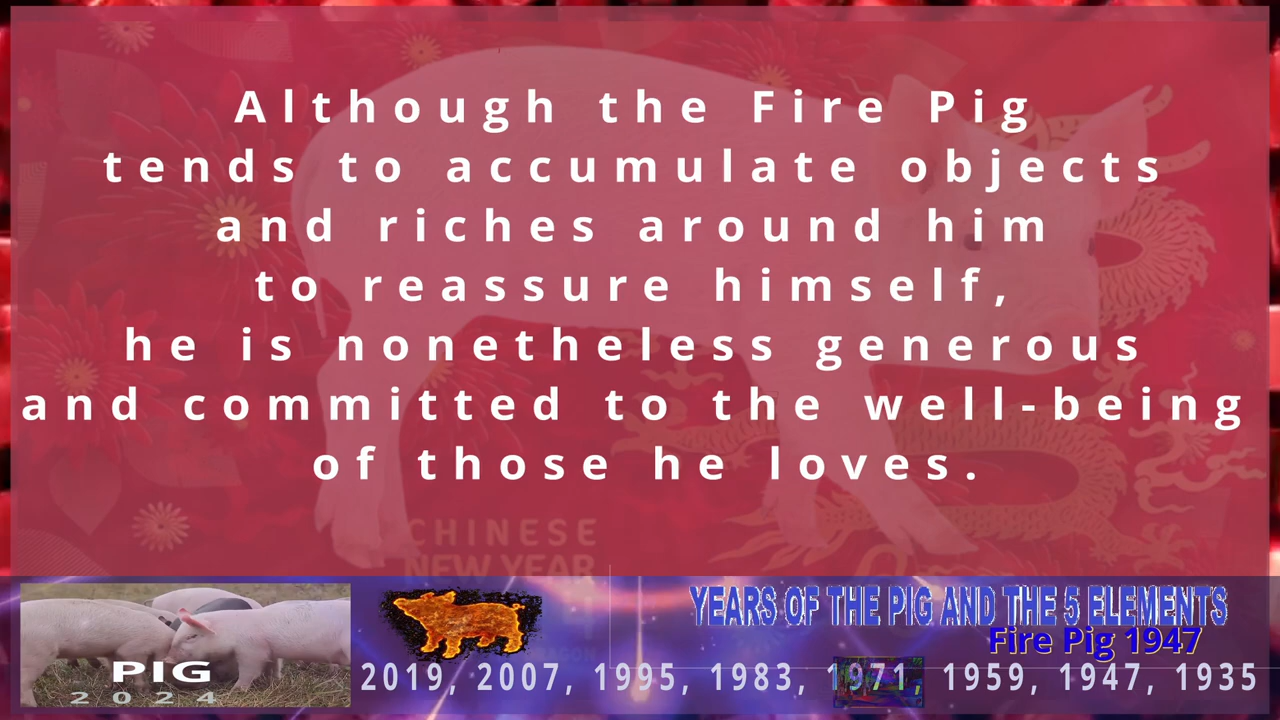 Although the Fire Pig
tends to accumulate objects
and riches around him
to reassure himself,
he is nonetheless generous
and committed to the well-being
of those he loves.
CHINESE
NEW YEAR
YEARS OF THE PIG AND THE 5 ELEMENTS
Fire Pig 1947
PIG
2024
2019, 2007, 1995, 1983, 1971, 1959, 1947, 1935